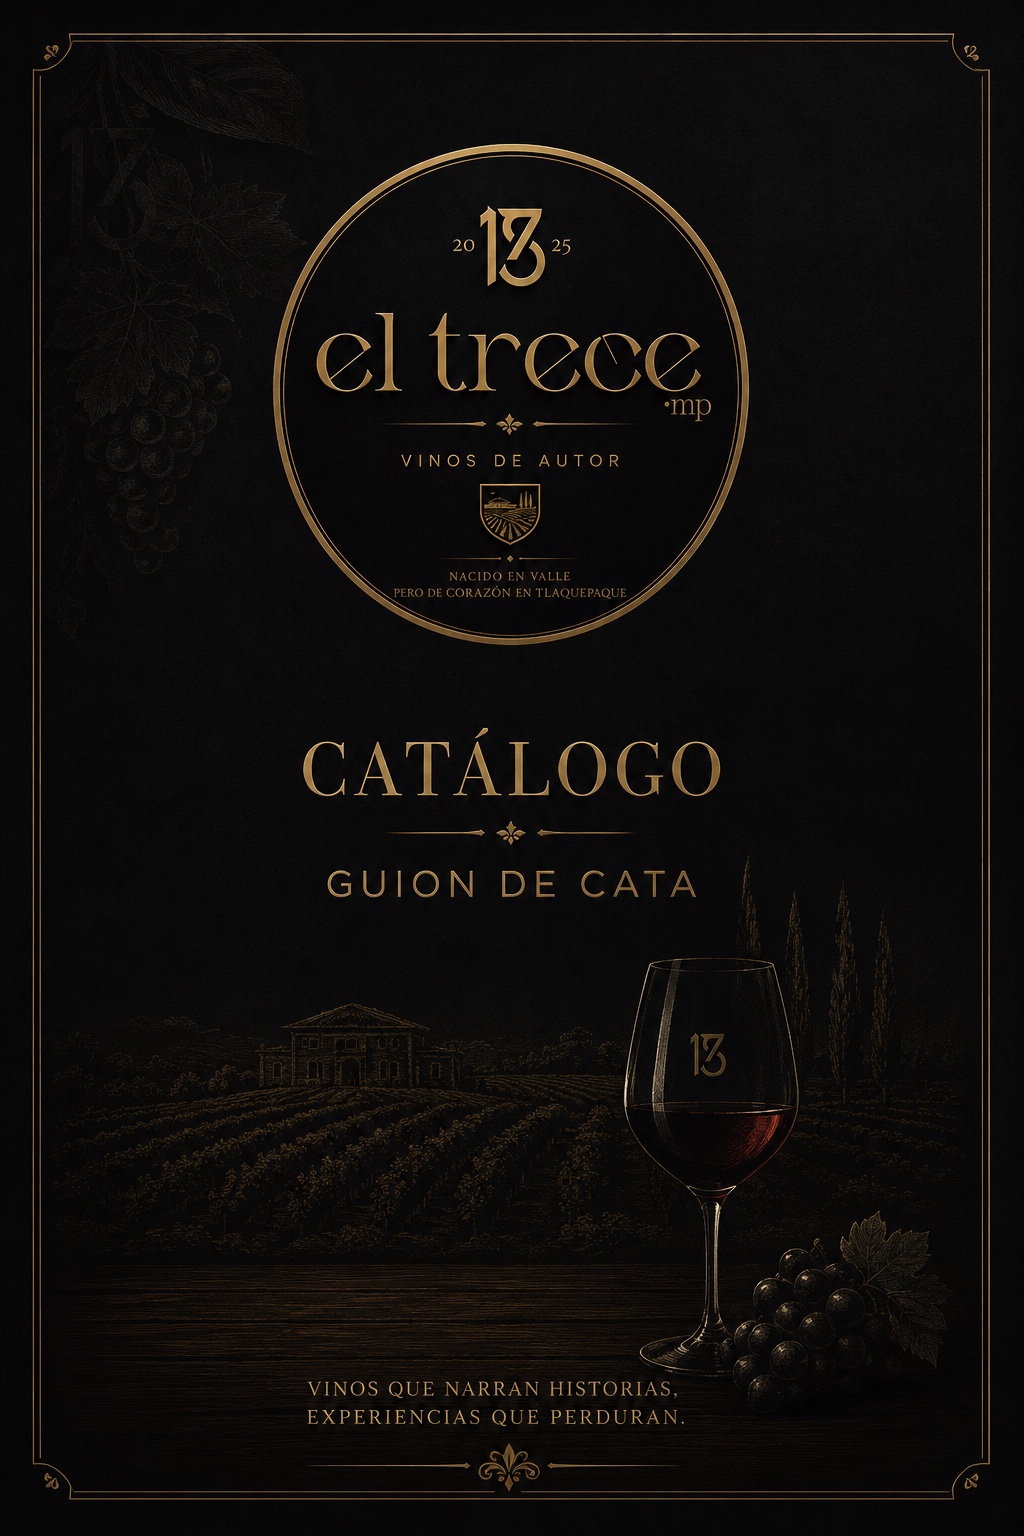 20 13 25
el trece
·mp
VINOS DE AUTOR
NACIDO EN VALLE
PERO DE CORAZÓN EN TLAQUEPAQUE
CATÁLOGO
GUION DE CATA
13
VINOS QUE NARRAN HISTORIAS,
EXPERIENCIAS QUE PERDURAN.
13